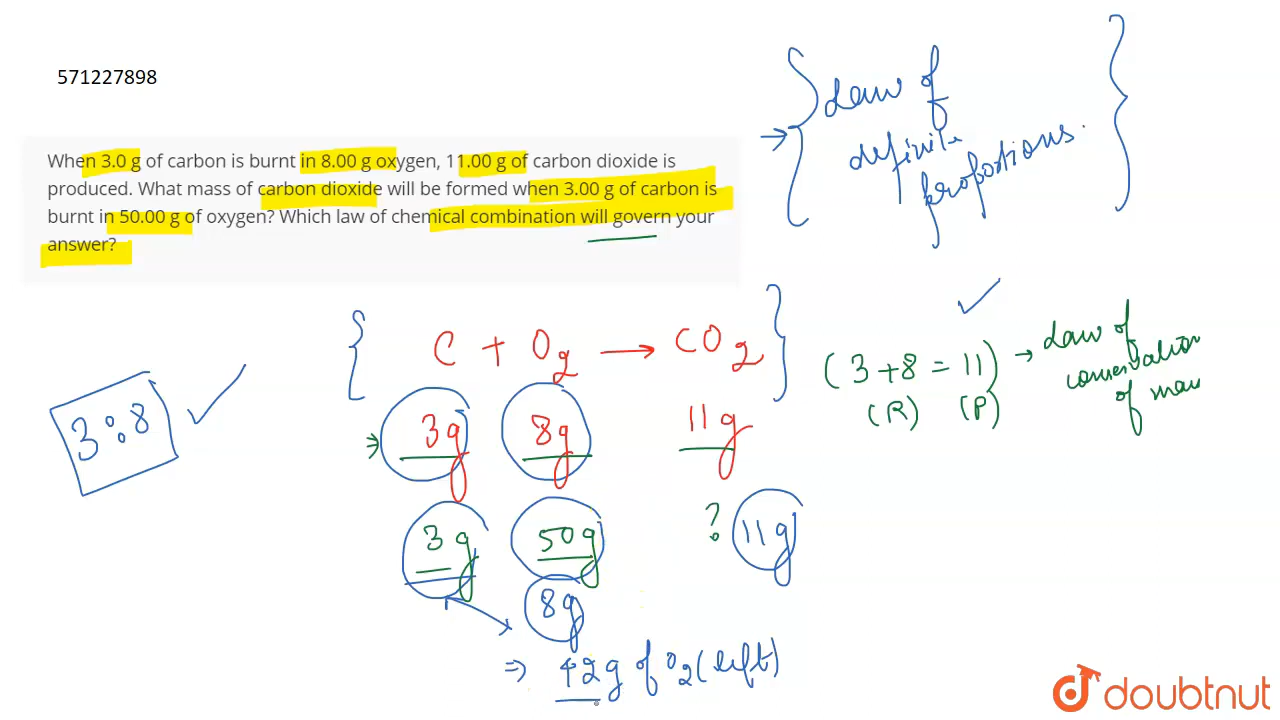 571227898
When 3.0 g of carbon is burnt in 8.00 g oxygen, 11.00 g of carbon dioxide is
produced. What mass of carbon dioxide will be formed when 3.00 g of carbon is
burnt in 50.00 g of oxygen? Which law of chemical combination will govern your
answer?
→ Law of
definite
proportions.
C + O2 → CO2
(3+8 = 11) → Law of
conservation
of mass
(R) (P)
3:8
⇒ 3g 8g 11g
3g 50g ? 11g
8g
⇒ 42g of O2 (left)
doubtnut